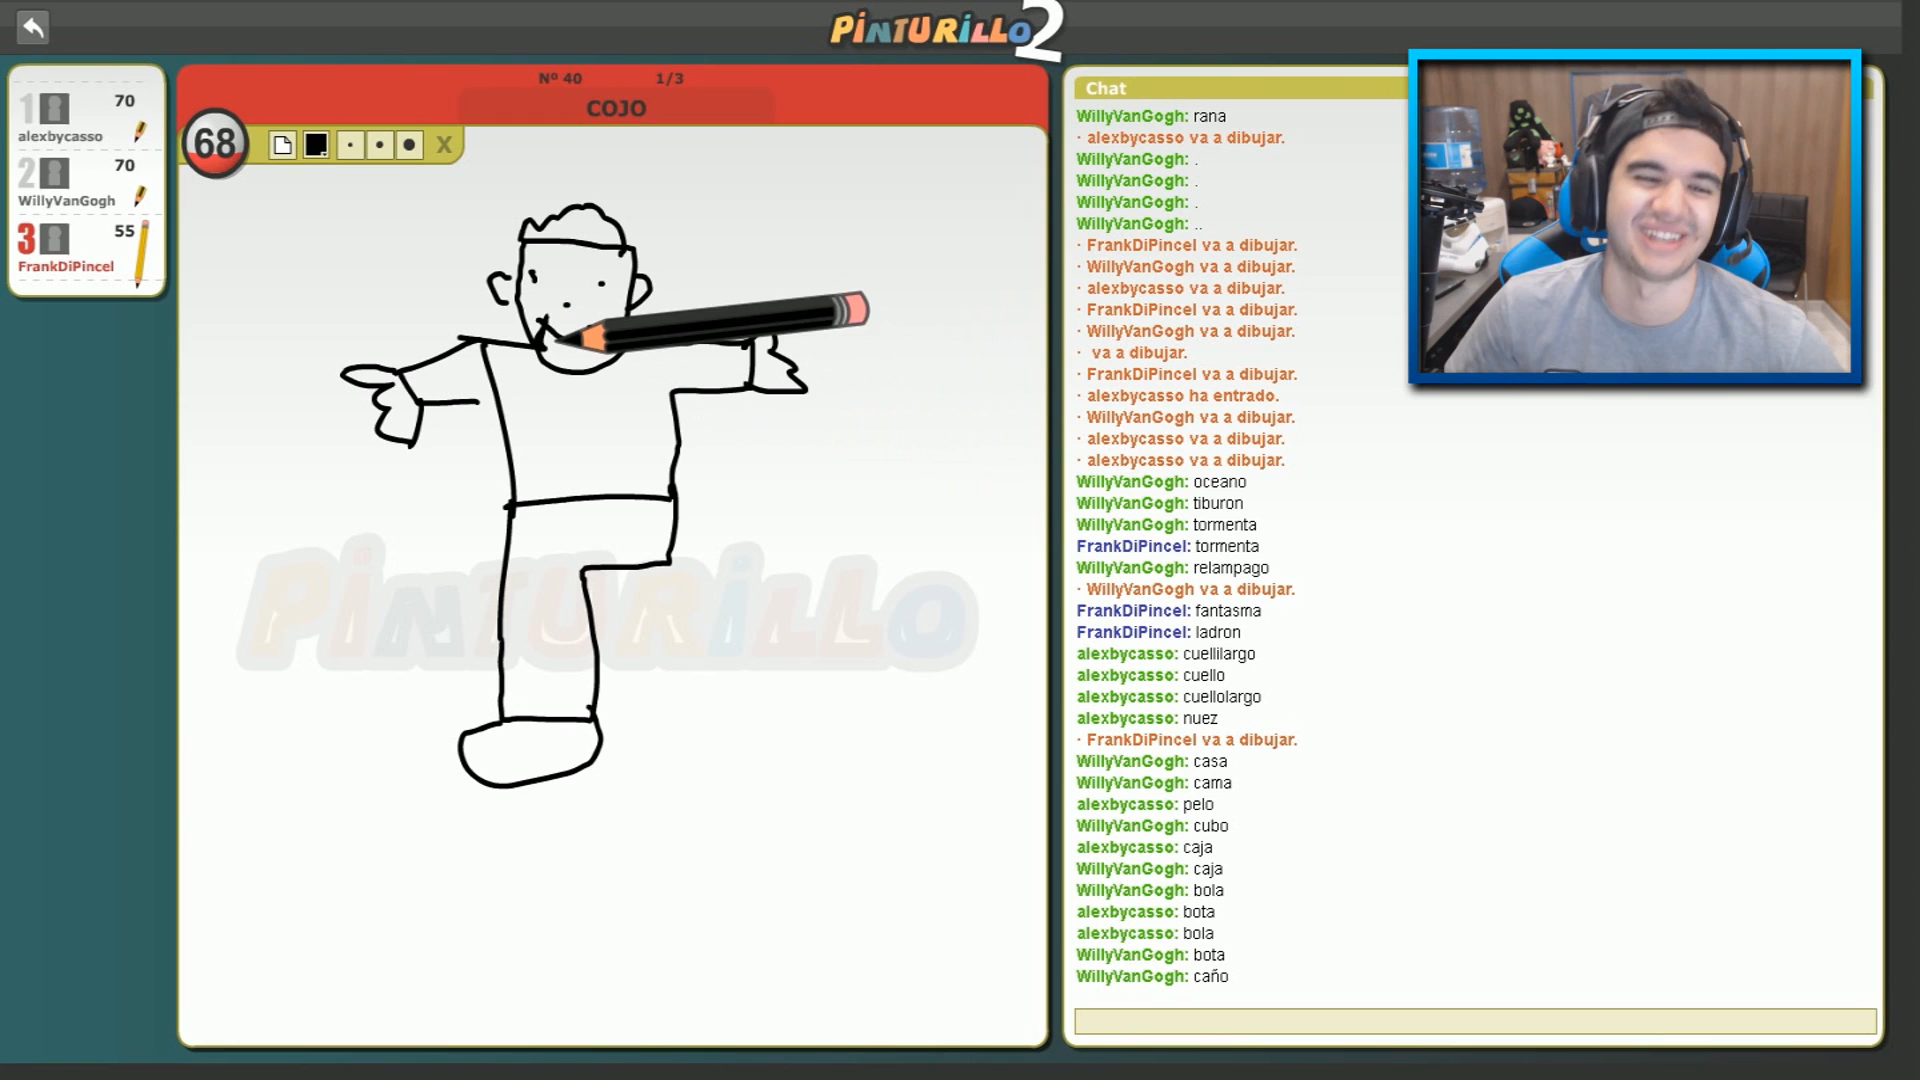 PINTURILLO 2
Nº 40 1/3
COJO
68
X
1 70
alexbycasso
2 70
WillyVanGogh
3 55
FrankDiPincel
PINTURILLO
Chat
WillyVanGogh: rana
· alexbycasso va a dibujar.
WillyVanGogh: .
WillyVanGogh: .
WillyVanGogh: .
WillyVanGogh: ..
· FrankDiPincel va a dibujar.
· WillyVanGogh va a dibujar.
· alexbycasso va a dibujar.
· FrankDiPincel va a dibujar.
· WillyVanGogh va a dibujar.
· va a dibujar.
· FrankDiPincel va a dibujar.
· alexbycasso ha entrado.
· WillyVanGogh va a dibujar.
· alexbycasso va a dibujar.
· alexbycasso va a dibujar.
WillyVanGogh: oceano
WillyVanGogh: tiburon
WillyVanGogh: tormenta
FrankDiPincel: tormenta
WillyVanGogh: relampago
· WillyVanGogh va a dibujar.
FrankDiPincel: fantasma
FrankDiPincel: ladron
alexbycasso: cuellilargo
alexbycasso: cuello
alexbycasso: cuellolargo
alexbycasso: nuez
· FrankDiPincel va a dibujar.
WillyVanGogh: casa
WillyVanGogh: cama
alexbycasso: pelo
WillyVanGogh: cubo
alexbycasso: caja
WillyVanGogh: caja
WillyVanGogh: bola
alexbycasso: bota
alexbycasso: bola
WillyVanGogh: bota
WillyVanGogh: caño